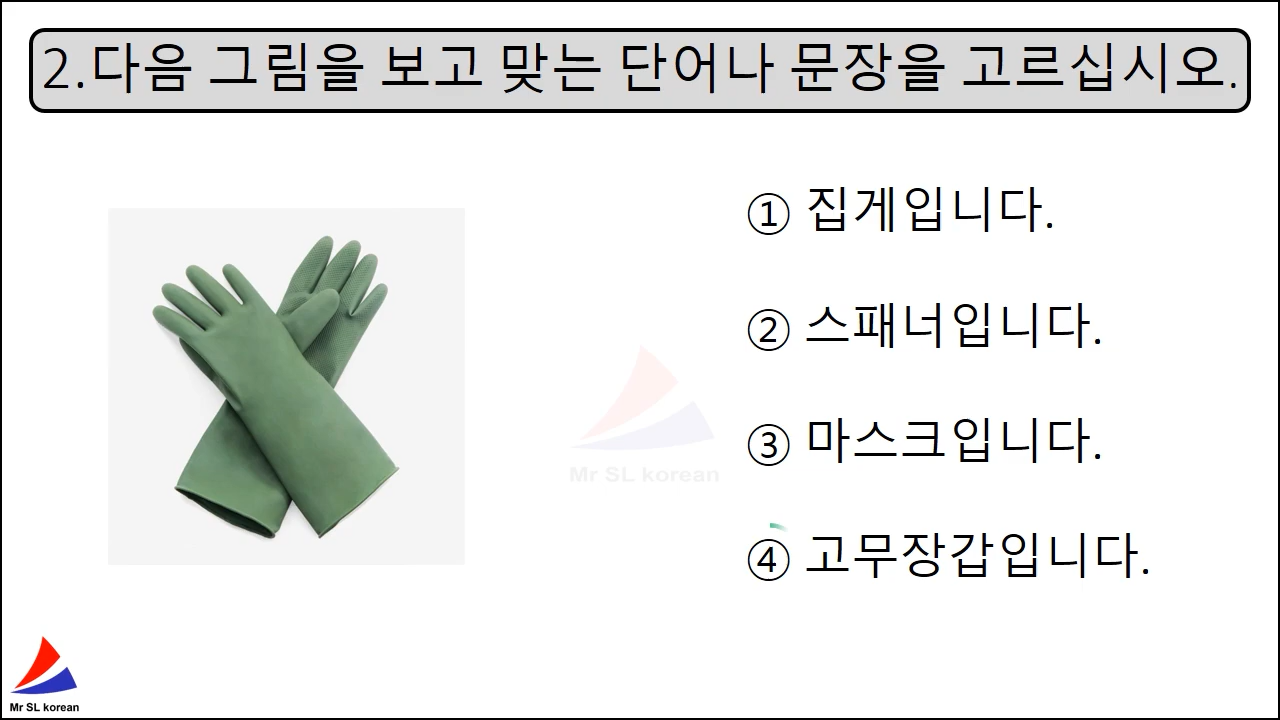 2.다음 그림을 보고 맞는 단어나 문장을 고르십시오.
① 집게입니다.
② 스패너입니다.
③ 마스크입니다.
④ 고무장갑입니다.
Mr SL korean
Mr SL korean